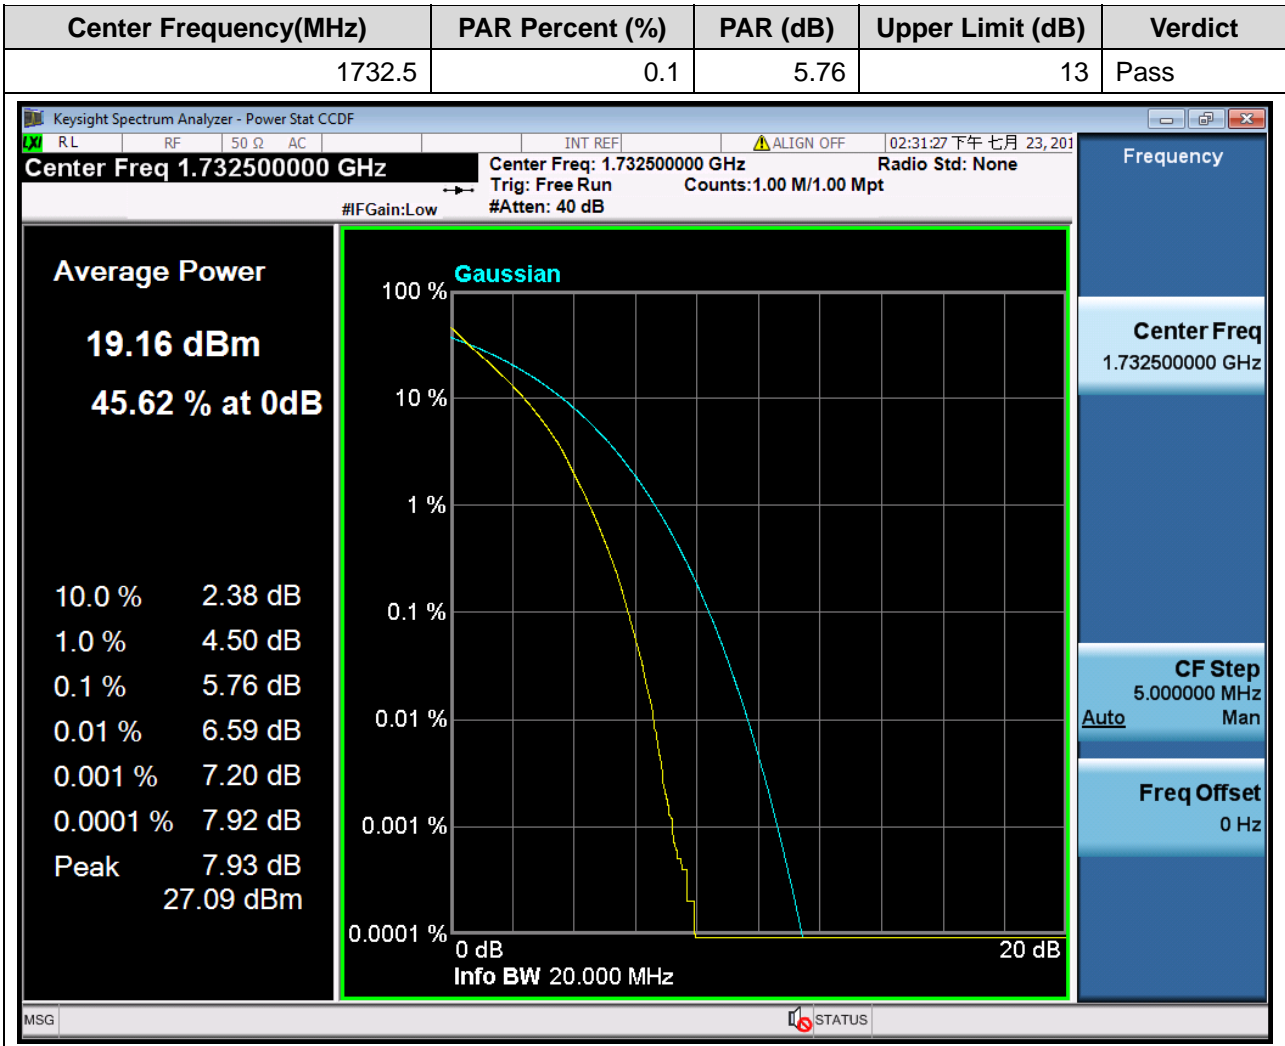 Center Frequency(MHz) PAR Percent (%) PAR (dB) Upper Limit (dB) Verdict
1732.5 0.1 5.76 13 Pass
Keysight Spectrum Analyzer - Power Stat CCDF
LXI RL RF 50 Ω AC INT REF ALIGN OFF 02:31:27 下午 七月 23, 201
Center Freq 1.732500000 GHz
Center Freq: 1.732500000 GHz Radio Std: None
Trig: Free Run Counts:1.00 M/1.00 Mpt
#IFGain:Low #Atten: 40 dB
Frequency
Average Power
19.16 dBm
45.62 % at 0dB
10.0 % 2.38 dB
1.0 % 4.50 dB
0.1 % 5.76 dB
0.01 % 6.59 dB
0.001 % 7.20 dB
0.0001 % 7.92 dB
Peak 7.93 dB
27.09 dBm
Gaussian
100 %
10 %
1 %
0.1 %
0.01 %
0.001 %
0.0001 %
0 dB 20 dB
Info BW 20.000 MHz
Center Freq
1.732500000 GHz
CF Step
5.000000 MHz
Auto Man
Freq Offset
0 Hz
MSG STATUS